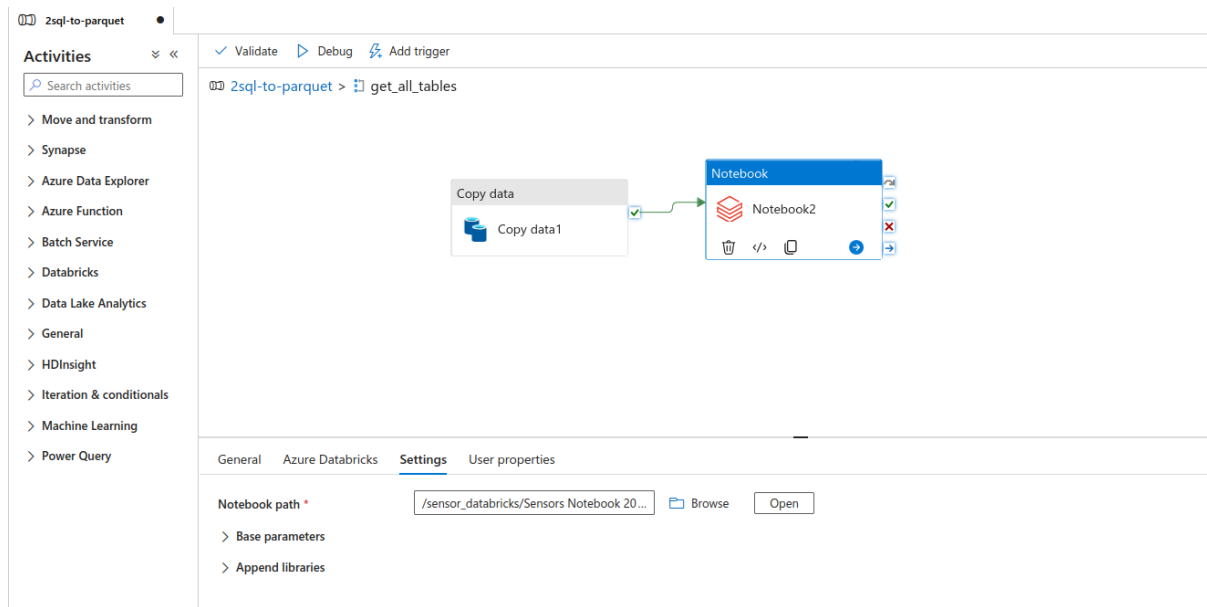 2sql-to-parquet
Activities
Search activities
Move and transform
Synapse
Azure Data Explorer
Azure Function
Batch Service
Databricks
Data Lake Analytics
General
HDInsight
Iteration & conditionals
Machine Learning
Power Query
Validate Debug Add trigger
2sql-to-parquet > get_all_tables
Copy data
Copy data1
Notebook
Notebook2
General Azure Databricks Settings User properties
Notebook path * /sensor_databricks/Sensors Notebook 20... Browse Open
Base parameters
Append libraries